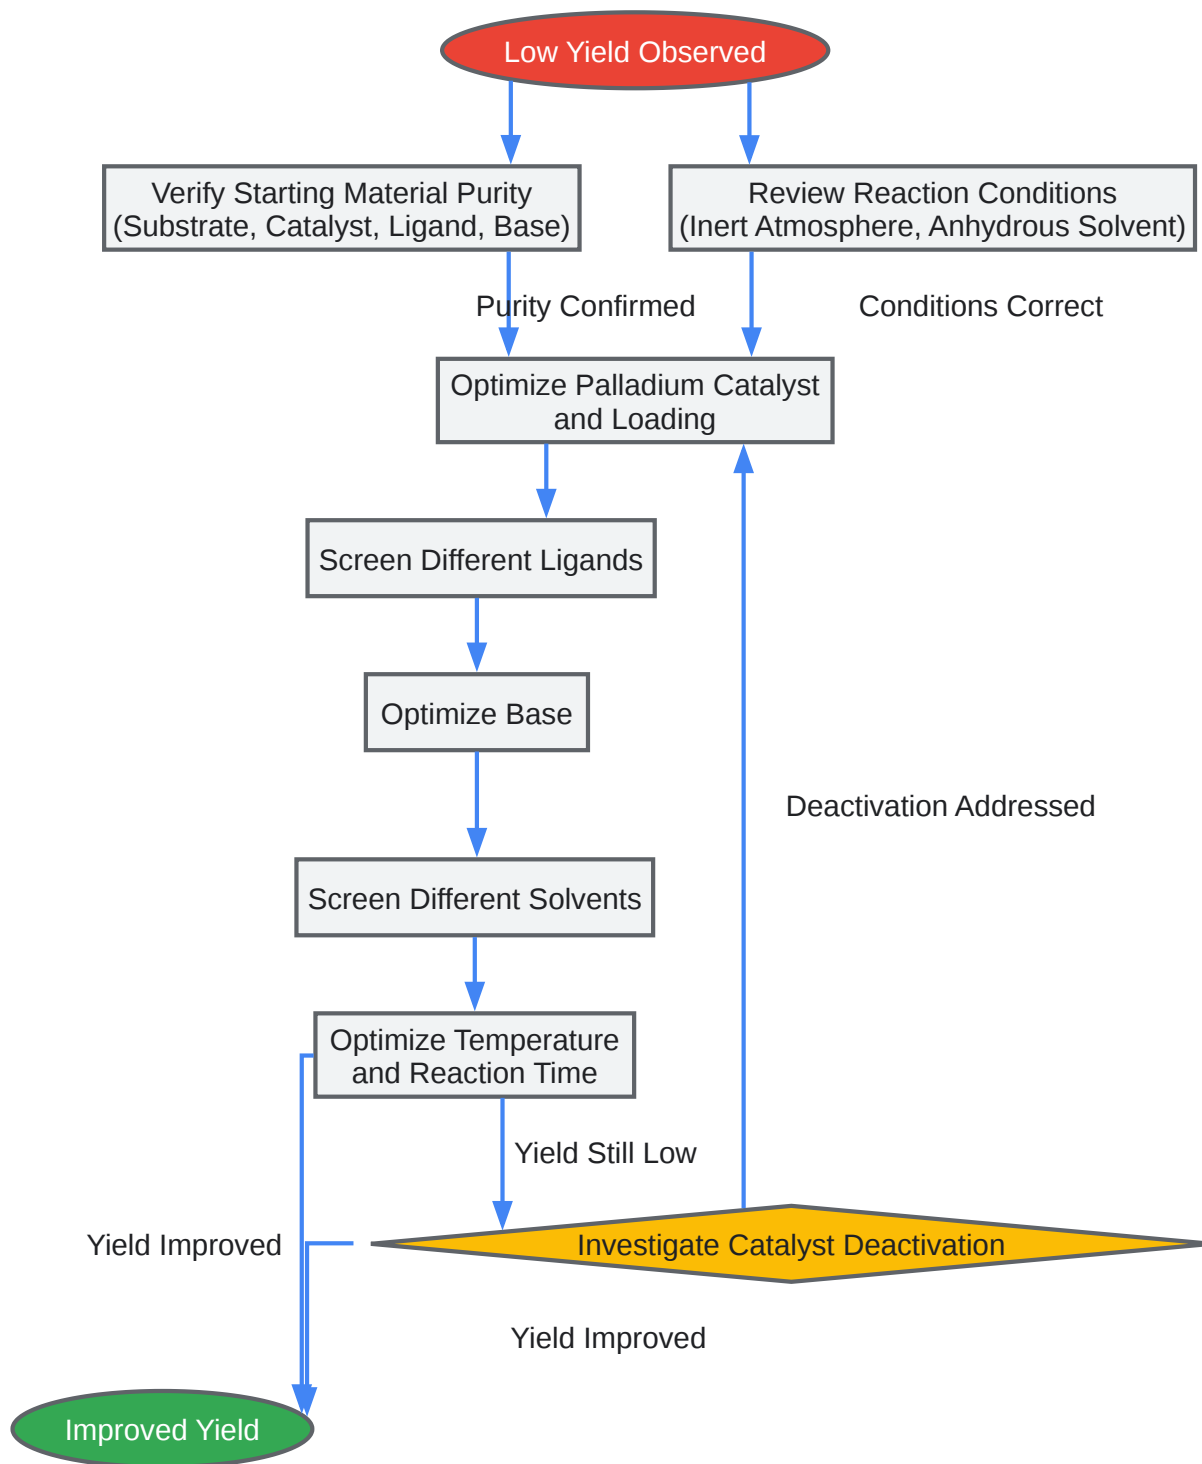 Low Yield Observed
Verify Starting Material Purity
(Substrate, Catalyst, Ligand, Base)
Review Reaction Conditions
(Inert Atmosphere, Anhydrous Solvent)
Purity Confirmed
Conditions Correct
Optimize Palladium Catalyst
and Loading
Screen Different Ligands
Optimize Base
Deactivation Addressed
Screen Different Solvents
Optimize Temperature
and Reaction Time
Yield Still Low
Yield Improved
Investigate Catalyst Deactivation
Yield Improved
Improved Yield